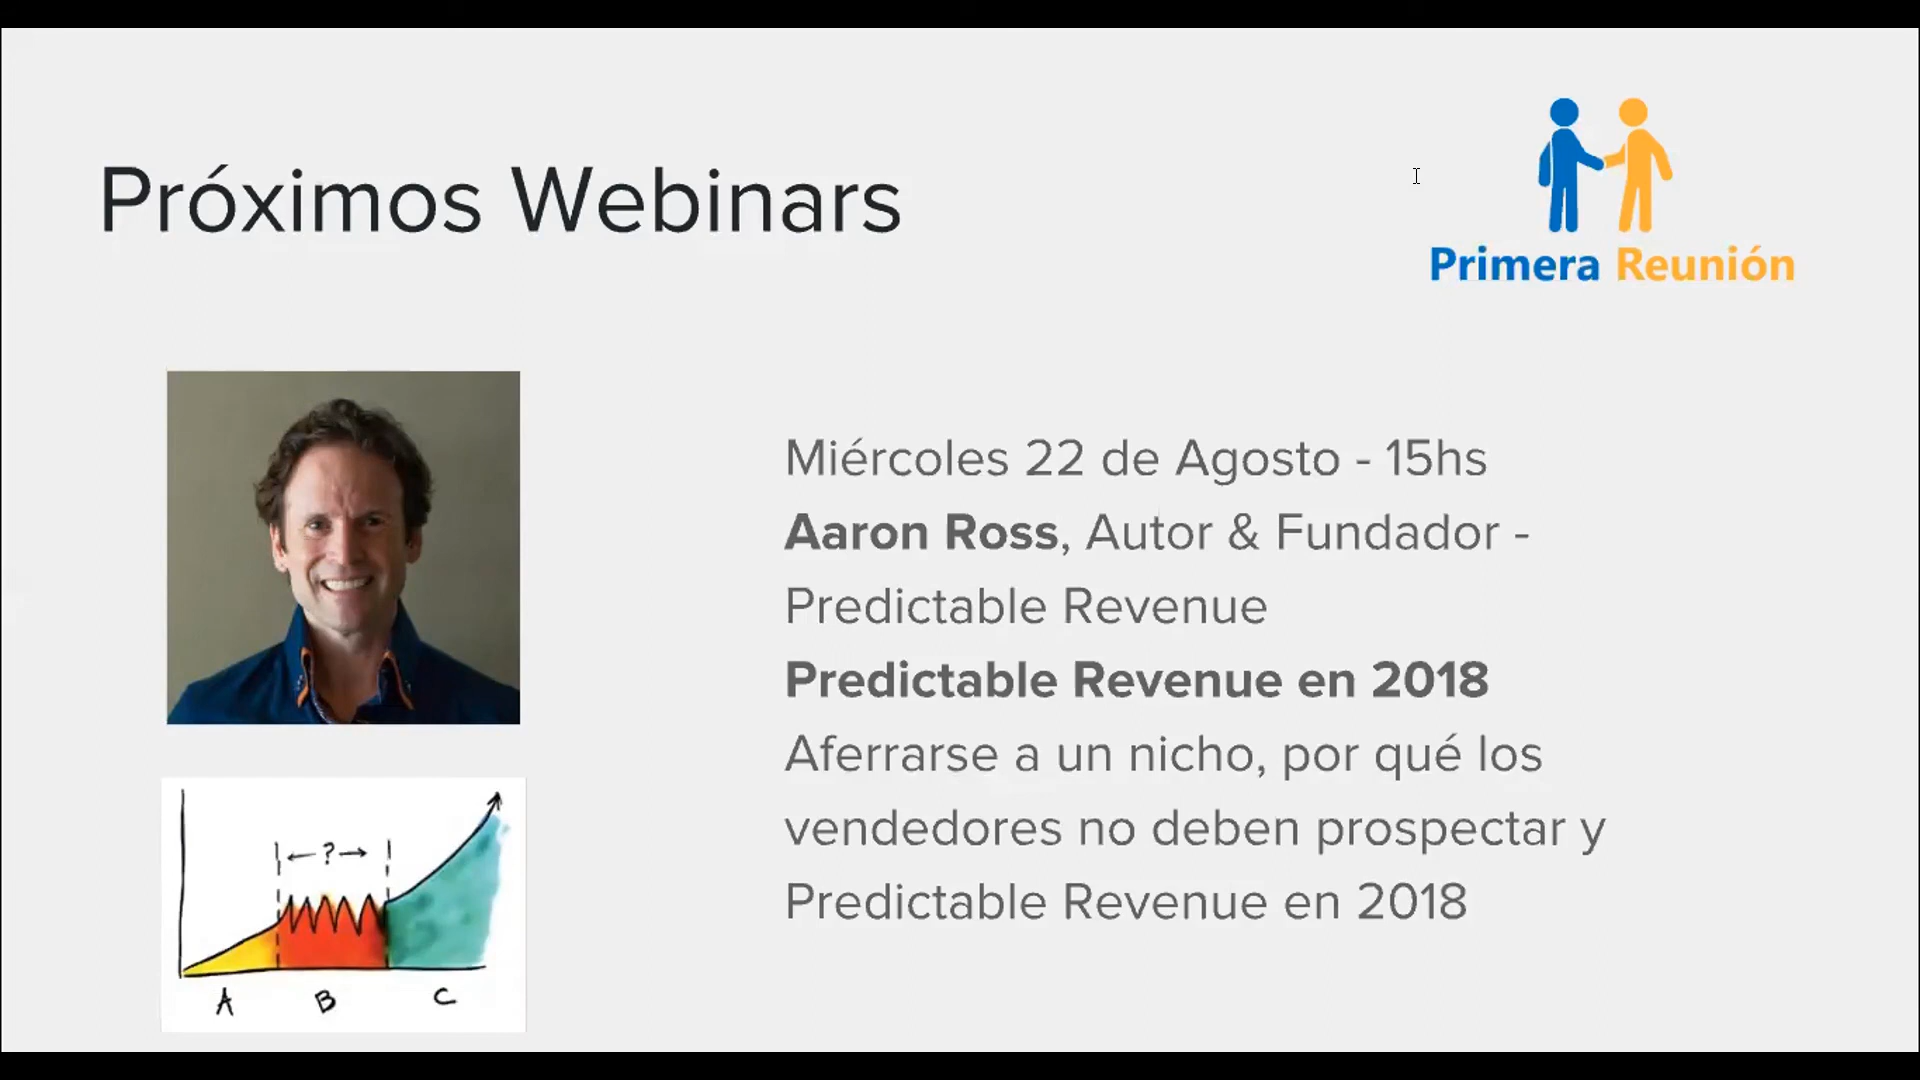 Próximos Webinars
Primera Reunión
Miércoles 22 de Agosto - 15hs
Aaron Ross, Autor & Fundador -
Predictable Revenue
Predictable Revenue en 2018
Aferrarse a un nicho, por qué los
vendedores no deben prospectar y
Predictable Revenue en 2018
?
A B C